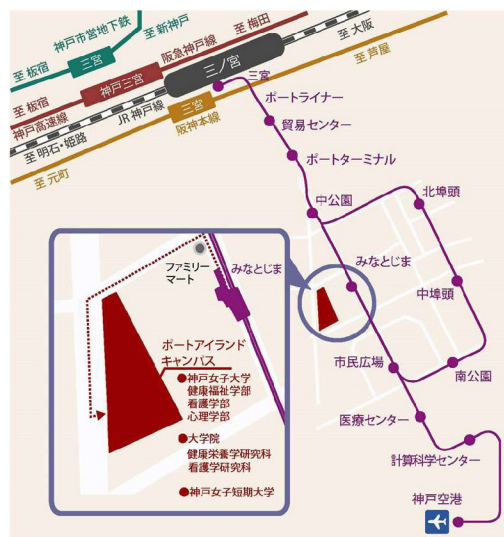 神戸市営地下鉄
至 新神戸
至 板宿
三宮
阪急神戸線
至 梅田
至 板宿
神戸三宮
神戸高速線
三ノ宮
至 大阪
至 明石・姫路
JR 神戸線
三宮
至 芦屋
至 元町
阪神本線
三宮
ポートライナー
貿易センター
ポートターミナル
中公園
北埠頭
みなとじま
中埠頭
市民広場
南公園
医療センター
計算科学センター
神戸空港
ファミリー
マート
みなとじま
ポートアイランド
キャンパス
●神戸女子大学
健康福祉学部
看護学部
心理学部
●大学院
健康栄養学研究科
看護学研究科
●神戸女子短期大学